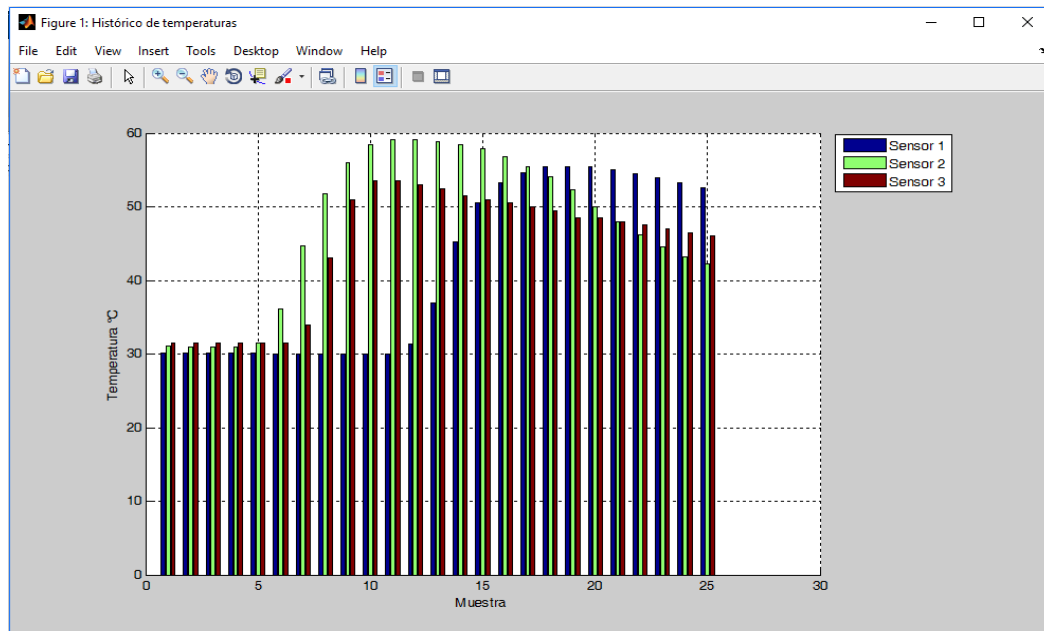 Figure 1: Histórico de temperaturas
File Edit View Insert Tools Desktop Window Help
60
50
40
30
20
10
0
Temperatura ºC
0 5 10 15 20 25 30
Muestra
Sensor 1
Sensor 2
Sensor 3